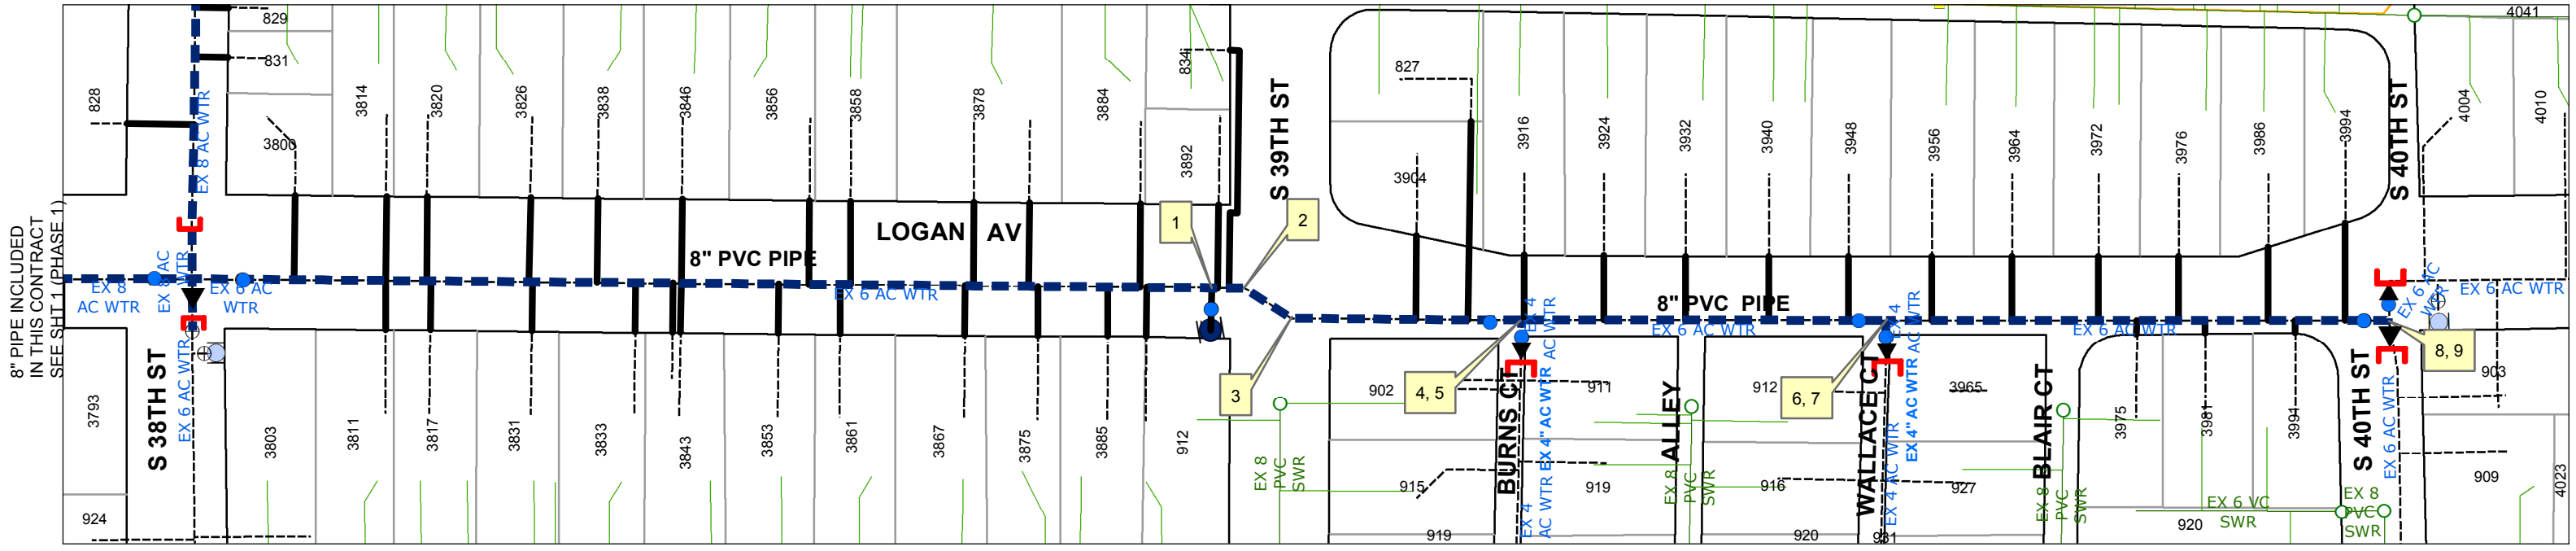 8" PIPE INCLUDED
IN THIS CONTRACT
SEE SHT 1 (PHASE 1)
829
831
828
EX 8 AC WTR
3800
3814
3820
3826
3838
3846
3856
3858
3878
3884
834
3892
S 39TH ST
827
3904
3916
3924
3932
3940
3948
3956
3964
3972
3976
3986
3994
S 40TH ST
4041
4004
4010
LOGAN AV
8" PVC PIPE
1
2
EX 8
AC WTR
EX 8 AC
WTR
EX 6 AC
WTR
EX 6 AC WTR
8" PVC PIPE
EX 6 AC WTR
EX 4
AC WTR
EX 4
AC WTR
EX 6 AC WTR
EX 6 AC
WTR
EX 6 AC WTR
3
4, 5
6, 7
8, 9
S 38TH ST
EX 6 AC WTR
3793
924
3803
3811
3817
3831
3833
3843
3853
3861
3867
3875
3885
912
EX 8
PVC
SWR
902
915
919
BURNS CT
EX 4
AC WTR
EX 4" AC WTR
911
919
ALLEY
EX 8
PVC
SWR
912
916
920
WALLACE CT
EX 4 AC WTR
EX 4" AC WTR
3965
927
931
BLAIR CT
EX 8
PVC
SWR
3975
3981
3991
920
EX 6 VC
SWR
S 40TH ST
EX 8
PVC
SWR
EX 6 AC WTR
903
909
4023